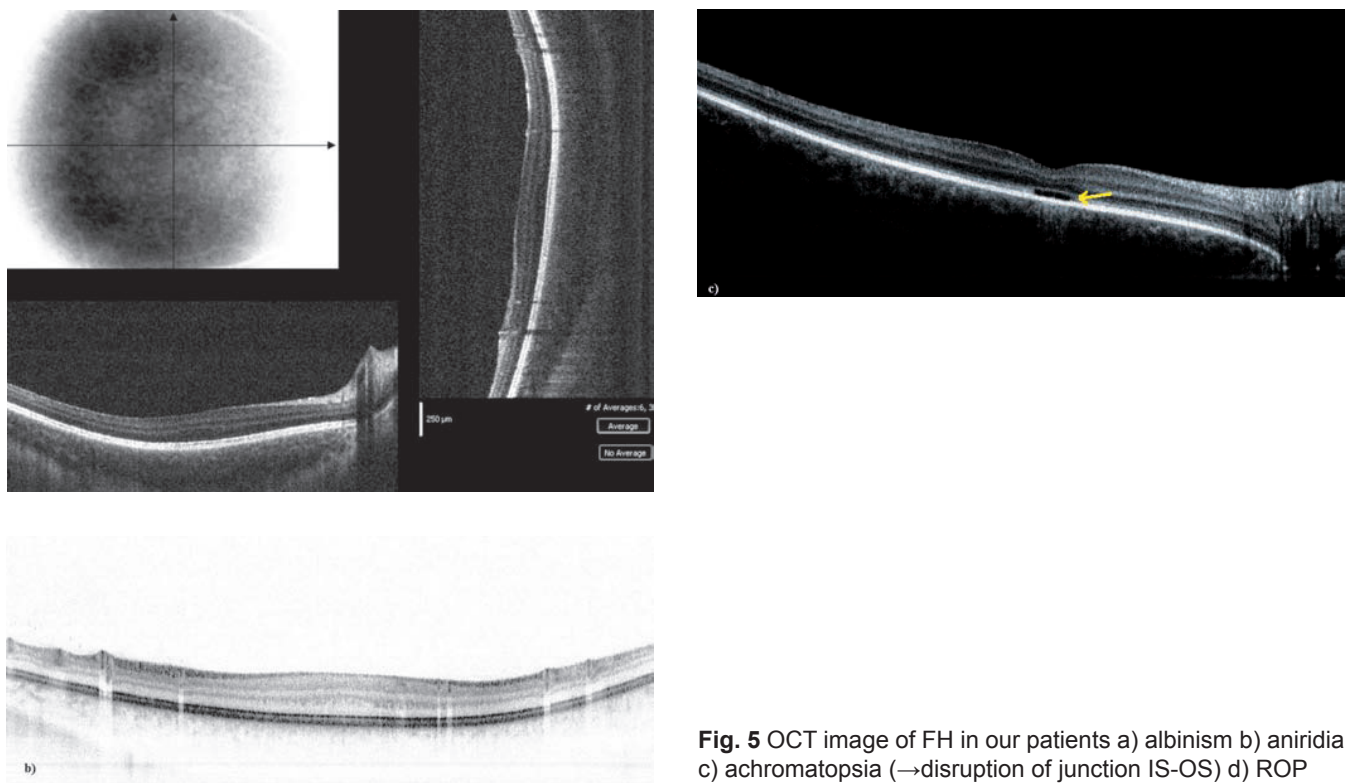 250 µm
# of Averages:6, 3
Average
No Average
b)
c)
Fig. 5 OCT image of FH in our patients a) albinism b) aniridia
c) achromatopsia (→disruption of junction IS-OS) d) ROP